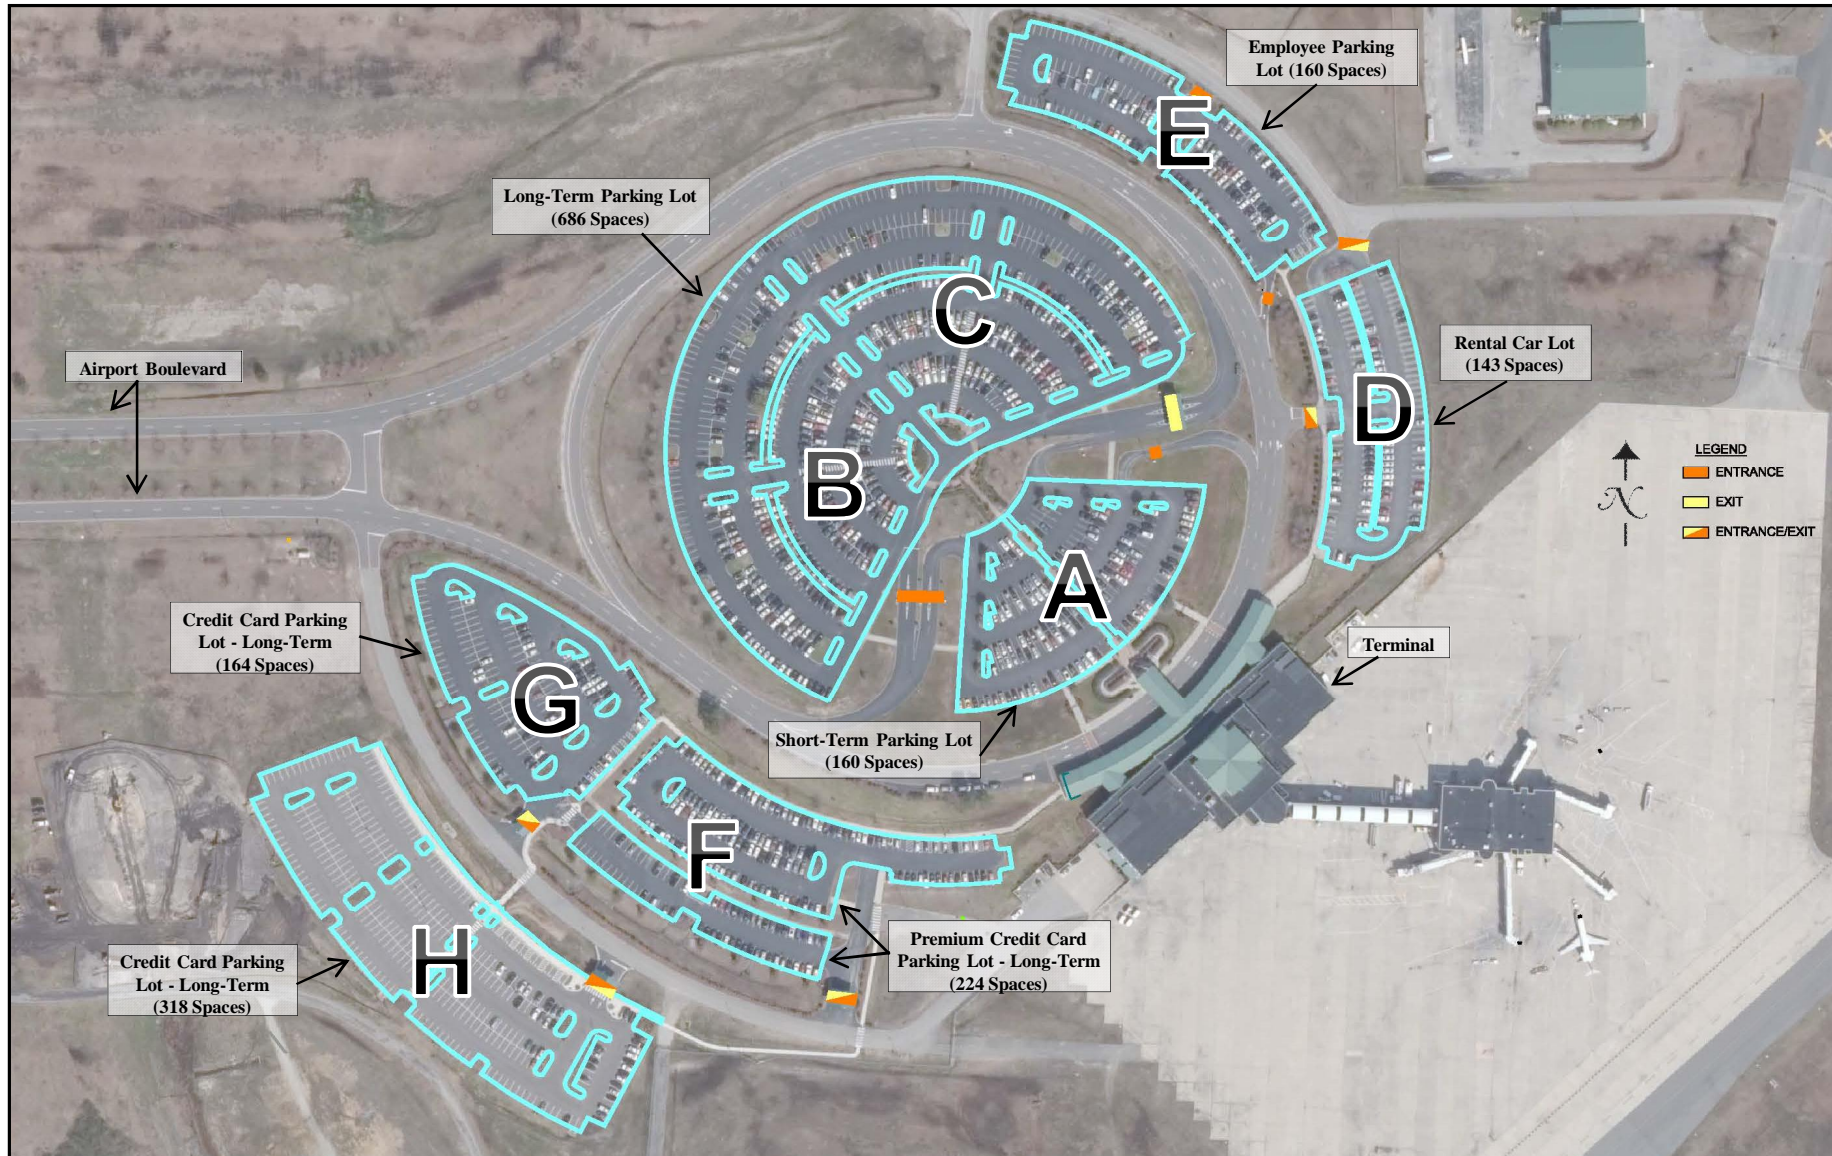 Employee Parking
Lot (160 Spaces)
E
Long-Term Parking Lot
(686 Spaces)
C
Airport Boulevard
Rental Car Lot
(143 Spaces)
D
B
LEGEND
ENTRANCE
EXIT
ENTRANCE/EXIT
N
A
Credit Card Parking
Lot - Long-Term
(164 Spaces)
Terminal
G
Short-Term Parking Lot
(160 Spaces)
F
H
Credit Card Parking
Lot - Long-Term
(318 Spaces)
Premium Credit Card
Parking Lot - Long-Term
(224 Spaces)